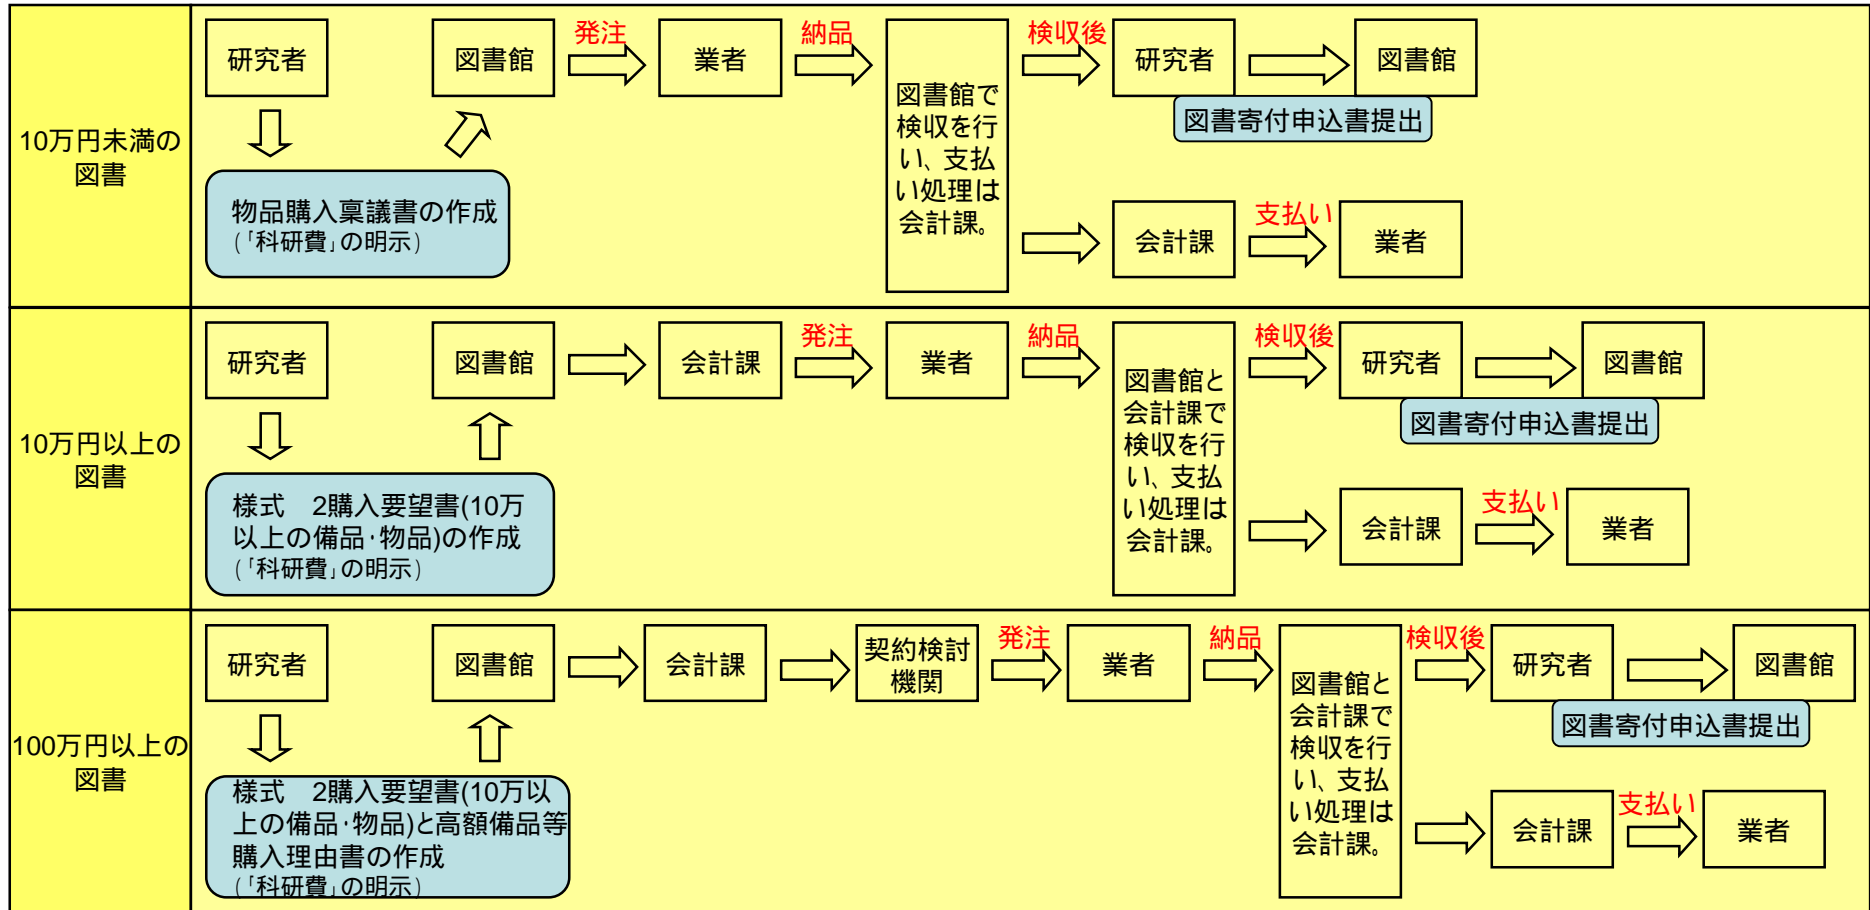 10万円未満の
図書
研究者
図書館
発注
業者
納品
図書館で
検収を行
い、支払
い処理は
会計課。
検収後
研究者
図書館
図書寄付申込書提出
物品購入稟議書の作成
(「科研費」の明示)
会計課
支払い
業者
10万円以上の
図書
研究者
図書館
会計課
発注
業者
納品
図書館と
会計課で
検収を行
い、支払
い処理は
会計課。
検収後
研究者
図書館
図書寄付申込書提出
様式　2購入要望書(10万
以上の備品・物品)の作成
(「科研費」の明示)
会計課
支払い
業者
100万円以上の
図書
研究者
図書館
会計課
契約検討
機関
発注
業者
納品
図書館と
会計課で
検収を行
い、支払
い処理は
会計課。
検収後
研究者
図書館
図書寄付申込書提出
様式　2購入要望書(10万以
上の備品・物品)と高額備品等
購入理由書の作成
(「科研費」の明示)
会計課
支払い
業者